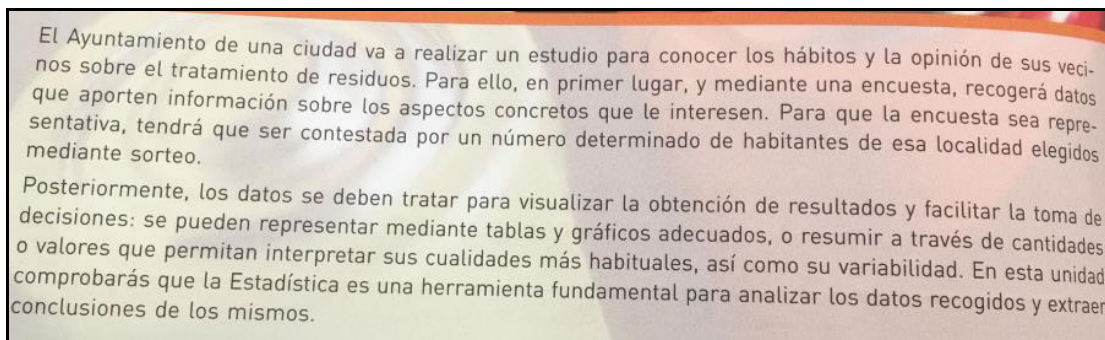 El Ayuntamiento de una ciudad va a realizar un estudio para conocer los hábitos y la opinión de sus veci-
nos sobre el tratamiento de residuos. Para ello, en primer lugar, y mediante una encuesta, recogerá datos
que aporten información sobre los aspectos concretos que le interesen. Para que la encuesta sea repre-
sentativa, tendrá que ser contestada por un número determinado de habitantes de esa localidad elegidos
mediante sorteo.
Posteriormente, los datos se deben tratar para visualizar la obtención de resultados y facilitar la toma de
decisiones: se pueden representar mediante tablas y gráficos adecuados, o resumir a través de cantidades
o valores que permitan interpretar sus cualidades más habituales, así como su variabilidad. En esta unidad
comprobarás que la Estadística es una herramienta fundamental para analizar los datos recogidos y extraer
conclusiones de los mismos.